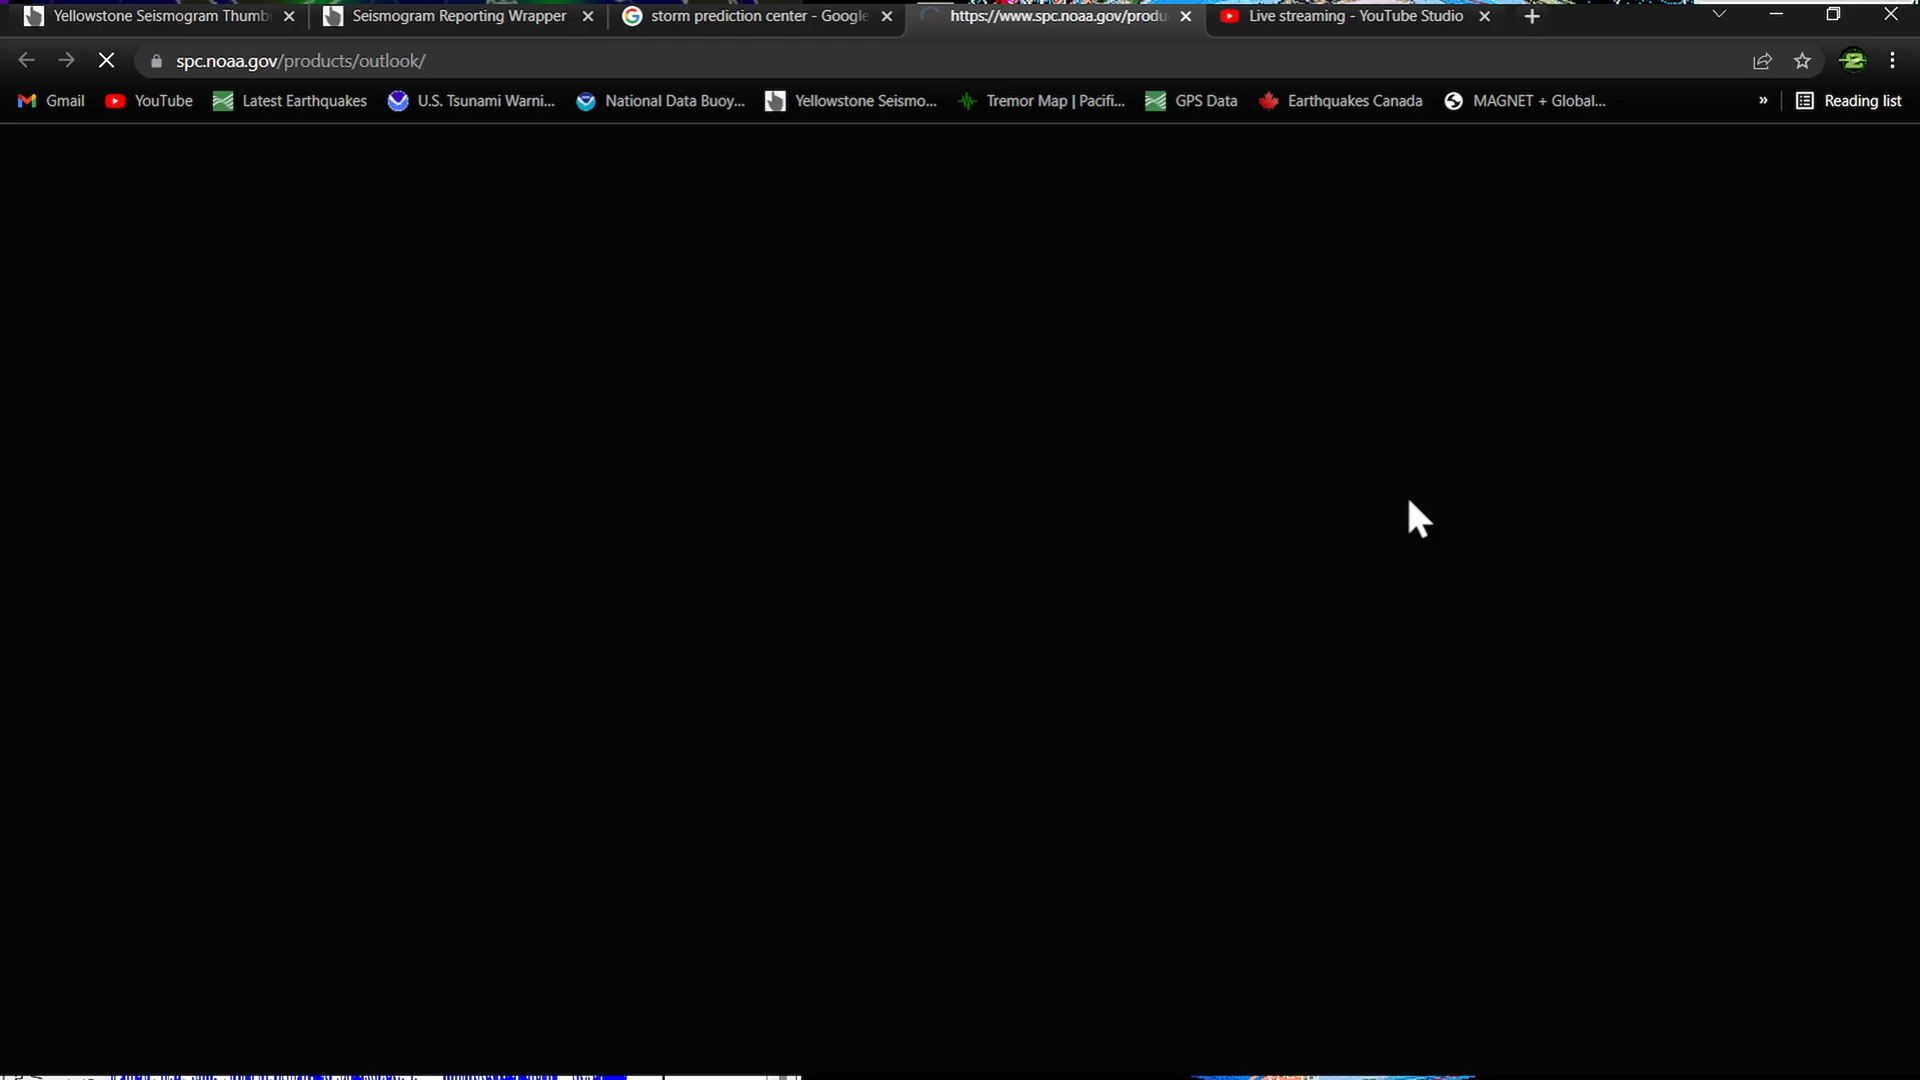 Yellowstone Seismogram Thumb
Seismogram Reporting Wrapper
storm prediction center - Google
https://www.spc.noaa.gov/produ
Live streaming - YouTube Studio
spc.noaa.gov/products/outlook/
Gmail
YouTube
Latest Earthquakes
U.S. Tsunami Warni...
National Data Buoy...
Yellowstone Seismo...
Tremor Map | Pacifi...
GPS Data
Earthquakes Canada
MAGNET + Global...
»
Reading list